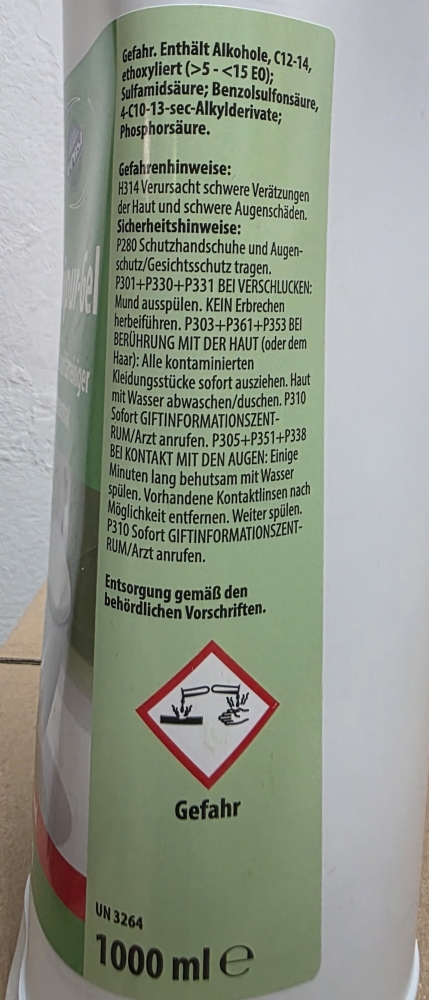 Gefahr. Enthält Alkohole, C12-14,
ethoxyliert (>5 - <15 EO);
Sulfamidsäure; Benzolsulfonsäure,
4-C10-13-sec-Alkylderivate;
Phosphorsäure.
Gefahrenhinweise:
H314 Verursacht schwere Verätzungen
der Haut und schwere Augenschäden.
Sicherheitshinweise:
P280 Schutzhandschuhe und Augen-
schutz/Gesichtsschutz tragen.
P301+P330+P331 BEI VERSCHLUCKEN:
Mund ausspülen. KEIN Erbrechen
herbeiführen. P303+P361+P353 BEI
BERÜHRUNG MIT DER HAUT (oder dem
Haar): Alle kontaminierten
Kleidungsstücke sofort ausziehen. Haut
mit Wasser abwaschen/duschen. P310
Sofort GIFTINFORMATIONSZENT-
RUM/Arzt anrufen. P305+P351+P338
BEI KONTAKT MIT DEN AUGEN: Einige
Minuten lang behutsam mit Wasser
spülen. Vorhandene Kontaktlinsen nach
Möglichkeit entfernen. Weiter spülen.
P310 Sofort GIFTINFORMATIONSZENT-
RUM/Arzt anrufen.
Entsorgung gemäß den
behördlichen Vorschriften.
Gefahr
UN 3264
1000 ml ℮